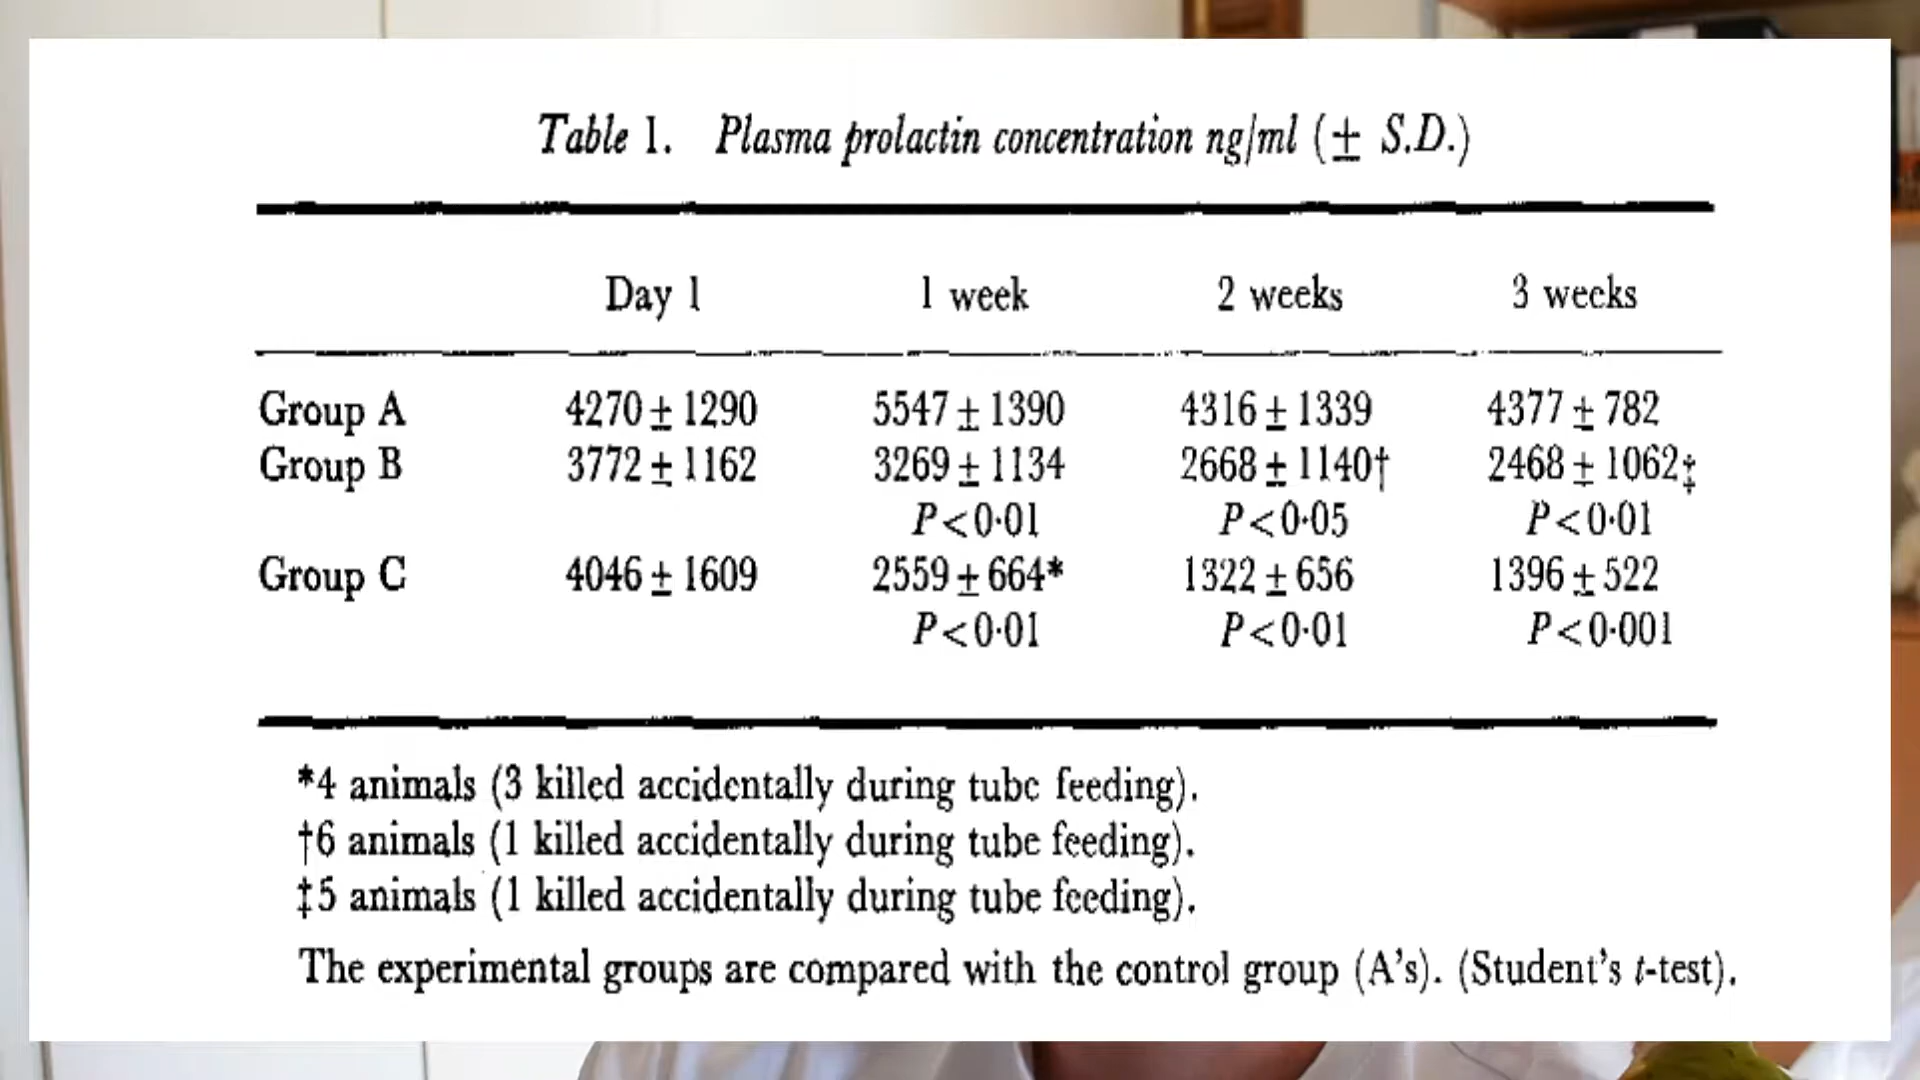 Table 1. Plasma prolactin concentration ng/ml (± S.D.)
Day 1 1 week 2 weeks 3 weeks
Group A 4270±1290 5547±1390 4316±1339 4377±782
Group B 3772±1162 3269±1134 2668±1140† 2468±1062‡
P<0·01 P<0·05 P<0·01
Group C 4046±1609 2559±664* 1322±656 1396±522
P<0·01 P<0·01 P<0·001
*4 animals (3 killed accidentally during tube feeding).
†6 animals (1 killed accidentally during tube feeding).
‡5 animals (1 killed accidentally during tube feeding).
The experimental groups are compared with the control group (A's). (Student's t-test).